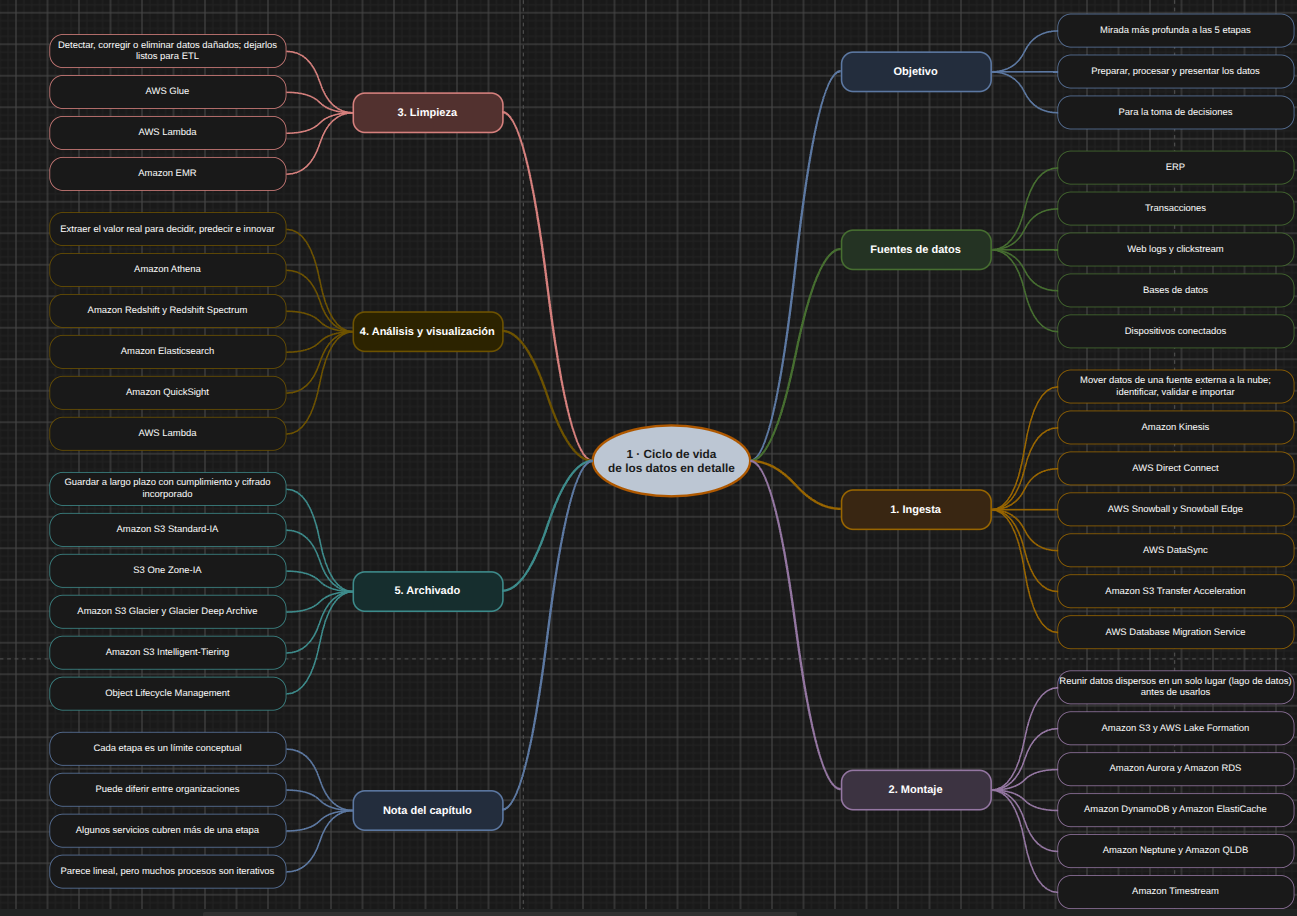 1 · Ciclo de vida
de los datos en detalle
Objetivo
Mirada más profunda a las 5 etapas
Preparar, procesar y presentar los datos
Para la toma de decisiones
Fuentes de datos
ERP
Transacciones
Web logs y clickstream
Bases de datos
Dispositivos conectados
1. Ingesta
Mover datos de una fuente externa a la nube;
identificar, validar e importar
Amazon Kinesis
AWS Direct Connect
AWS Snowball y Snowball Edge
AWS DataSync
Amazon S3 Transfer Acceleration
AWS Database Migration Service
2. Montaje
Reunir datos dispersos en un solo lugar (lago de datos)
antes de usarlos
Amazon S3 y AWS Lake Formation
Amazon Aurora y Amazon RDS
Amazon DynamoDB y Amazon ElastiCache
Amazon Neptune y Amazon QLDB
Amazon Timestream
3. Limpieza
Detectar, corregir o eliminar datos dañados; dejarlos
listos para ETL
AWS Glue
AWS Lambda
Amazon EMR
4. Análisis y visualización
Extraer el valor real para decidir, predecir e innovar
Amazon Athena
Amazon Redshift y Redshift Spectrum
Amazon Elasticsearch
Amazon QuickSight
AWS Lambda
5. Archivado
Guardar a largo plazo con cumplimiento y cifrado
incorporado
Amazon S3 Standard-IA
S3 One Zone-IA
Amazon S3 Glacier y Glacier Deep Archive
Amazon S3 Intelligent-Tiering
Object Lifecycle Management
Nota del capítulo
Cada etapa es un límite conceptual
Puede diferir entre organizaciones
Algunos servicios cubren más de una etapa
Parece lineal, pero muchos procesos son iterativos